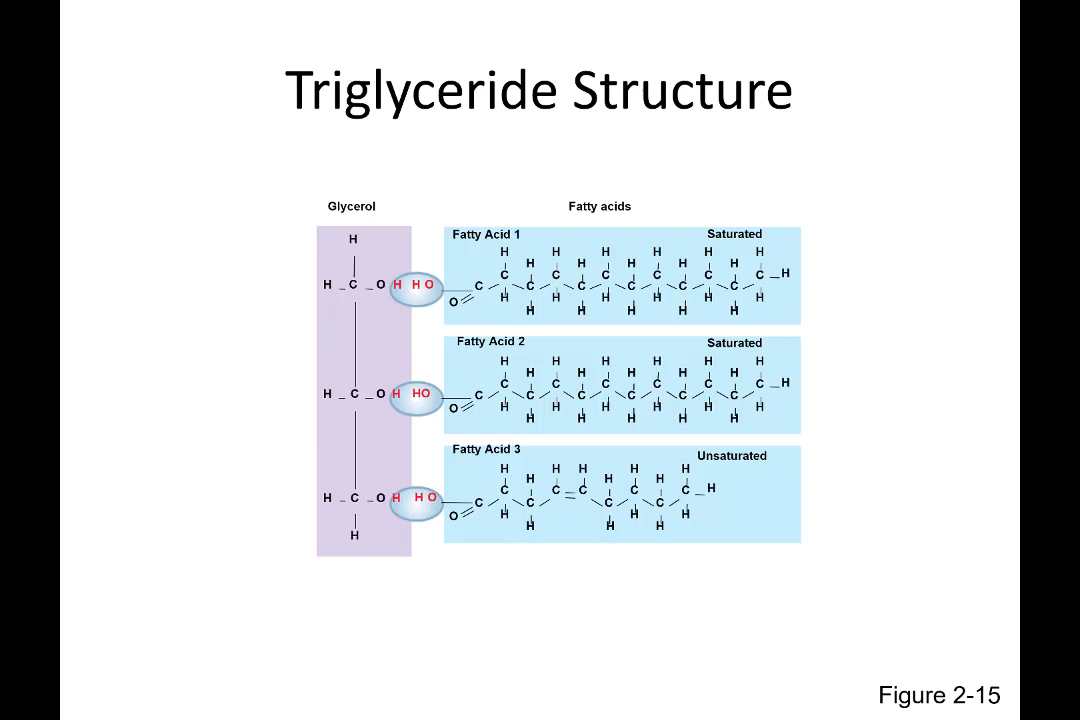 Triglyceride Structure
Glycerol Fatty acids
Fatty Acid 1 Saturated
H H H H H H
H H H H H H
C C C C C C
H C O H H O C C C C C C H
O H H H H H H
H H H H H
Fatty Acid 2 Saturated
H H H H H H
H H H H H
C C C C C C H
H C O H HO C C C C C C
O H H H H H H
H H H H H
Fatty Acid 3 Unsaturated
H H H H H H
H H H
C C C C C H
H C O H H O C C C C
O H H H
H H H H
H
Figure 2-15